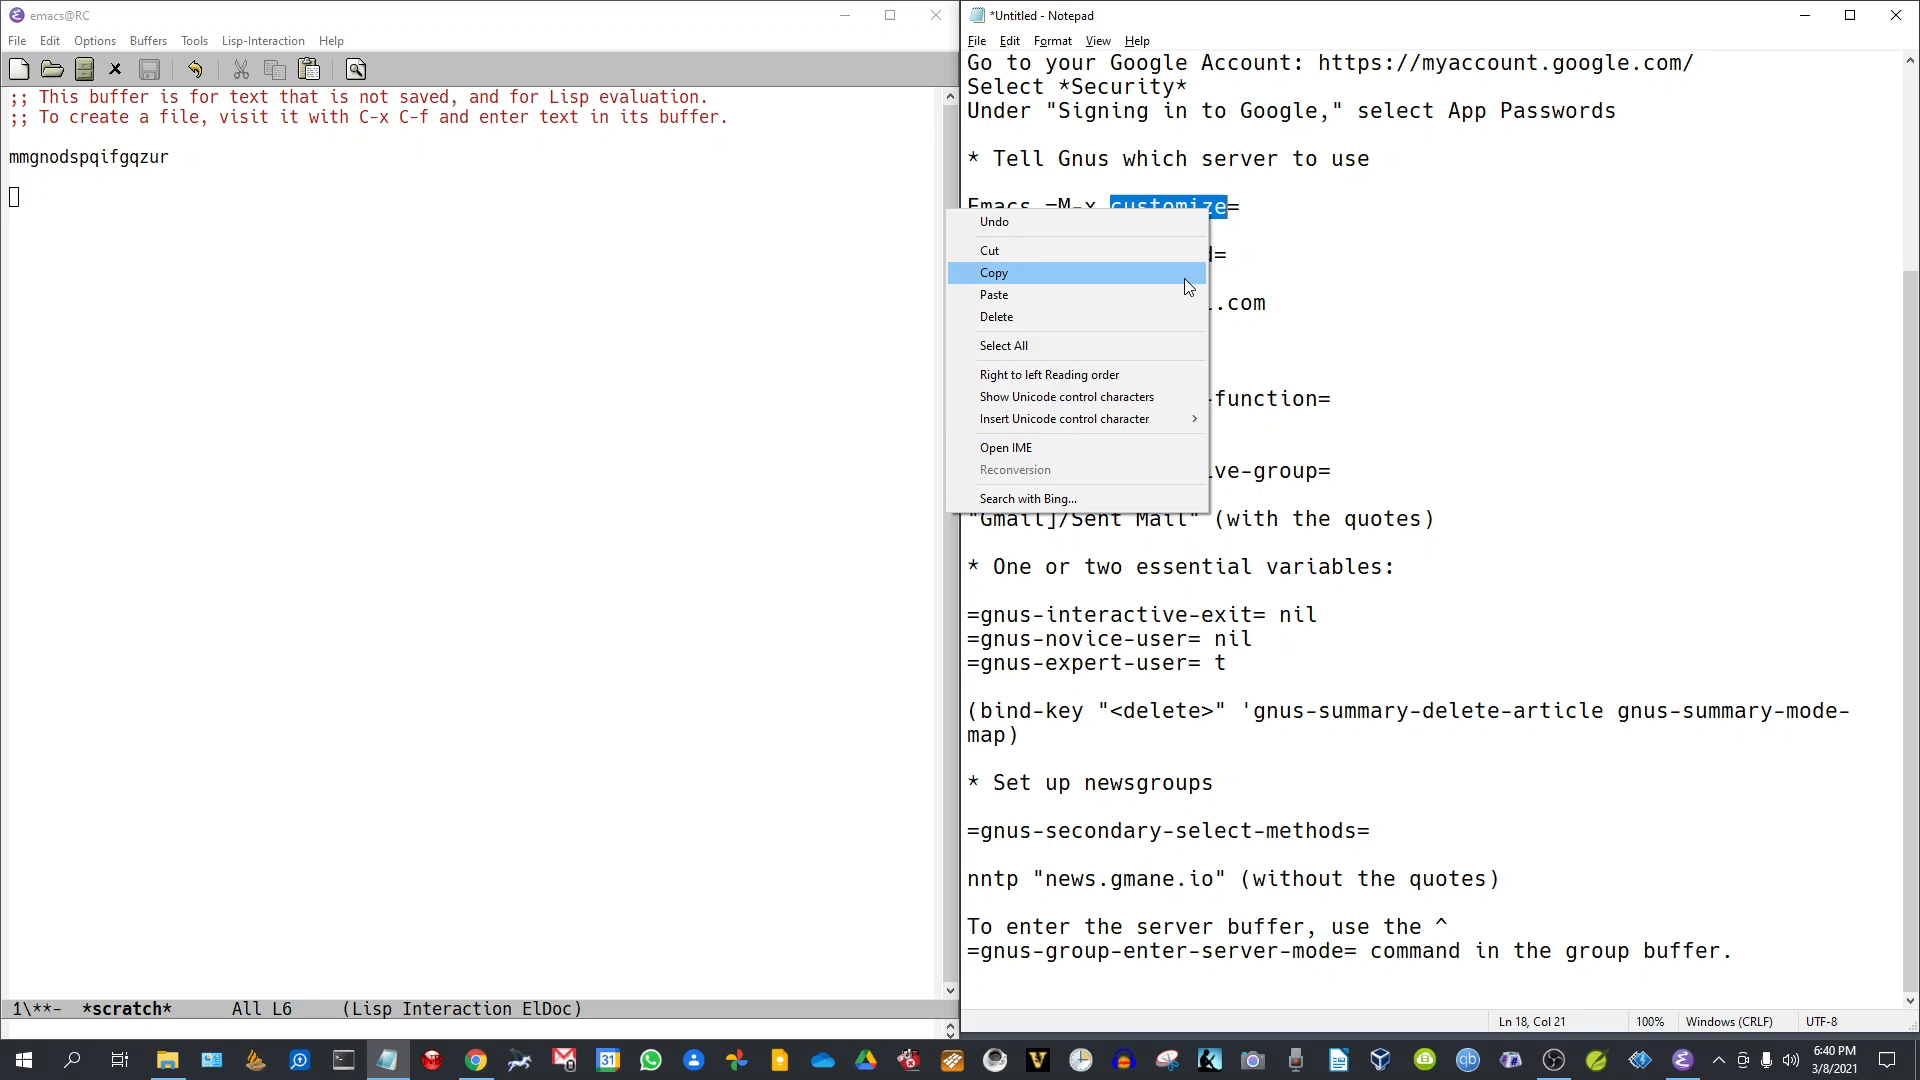 emacs@RC
File Edit Options Buffers Tools Lisp-Interaction Help
;; This buffer is for text that is not saved, and for Lisp evaluation.
;; To create a file, visit it with C-x C-f and enter text in its buffer.
mmgnodspqifgqzur
1\**- *scratch* All L6 (Lisp Interaction ElDoc)
*Untitled - Notepad
File Edit Format View Help
Go to your Google Account: https://myaccount.google.com/
Select *Security*
Under "Signing in to Google," select App Passwords
* Tell Gnus which server to use
Emacs =M-x customize=
=
.com
-function=
ve-group=
"Gmail]/Sent Mail" (with the quotes)
* One or two essential variables:
=gnus-interactive-exit= nil
=gnus-novice-user= nil
=gnus-expert-user= t
(bind-key "<delete>" 'gnus-summary-delete-article gnus-summary-mode-
map)
* Set up newsgroups
=gnus-secondary-select-methods=
nntp "news.gmane.io" (without the quotes)
To enter the server buffer, use the ^
=gnus-group-enter-server-mode= command in the group buffer.
Undo
Cut
Copy
Paste
Delete
Select All
Right to left Reading order
Show Unicode control characters
Insert Unicode control character
Open IME
Reconversion
Search with Bing...
Ln 18, Col 21 100% Windows (CRLF) UTF-8
6:40 PM
3/8/2021